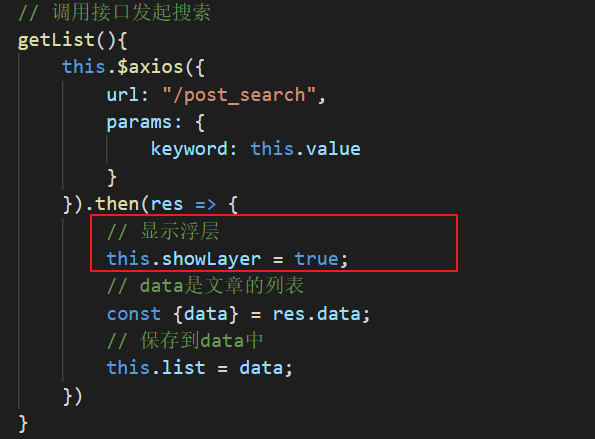 // 调用接口发起搜索
getList(){
this.$axios({
url: "/post_search",
params: {
keyword: this.value
}
}).then(res => {
// 显示浮层
this.showLayer = true;
// data是文章的列表
const {data} = res.data;
// 保存到data中
this.list = data;
})
}